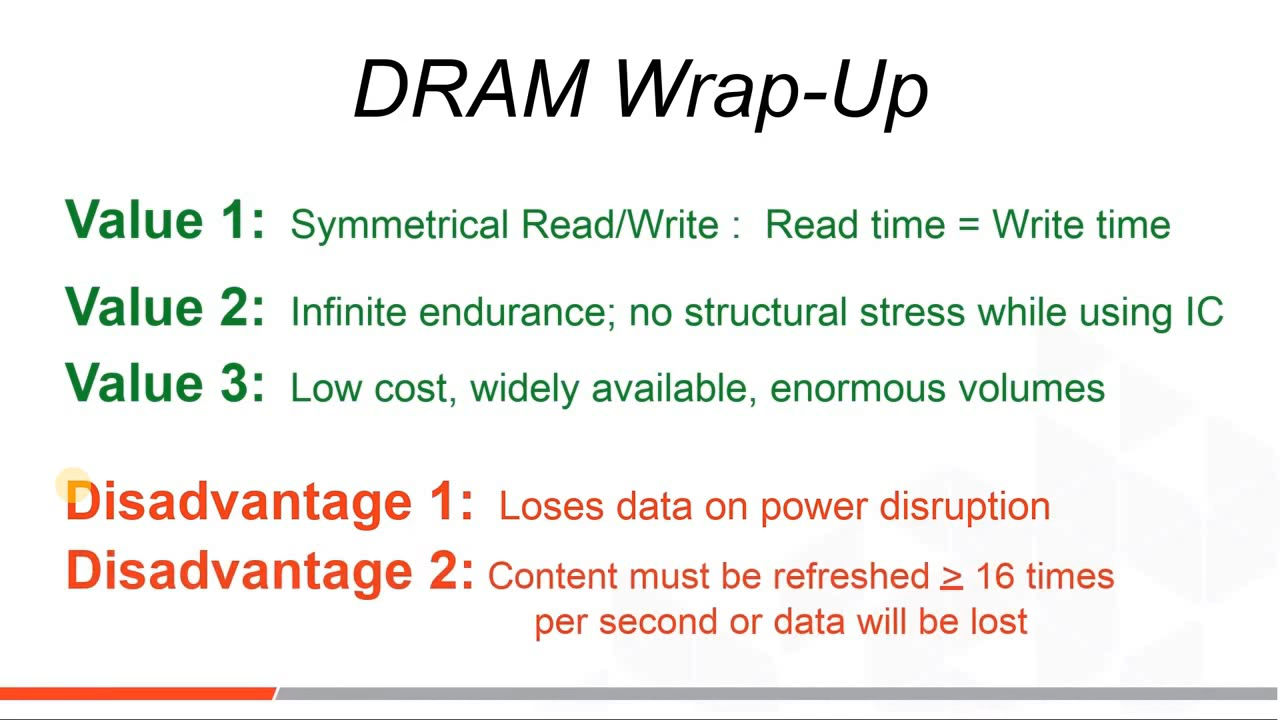 DRAM Wrap-Up
Value 1: Symmetrical Read/Write : Read time = Write time
Value 2: Infinite endurance; no structural stress while using IC
Value 3: Low cost, widely available, enormous volumes
Disadvantage 1: Loses data on power disruption
Disadvantage 2: Content must be refreshed ≥ 16 times
per second or data will be lost